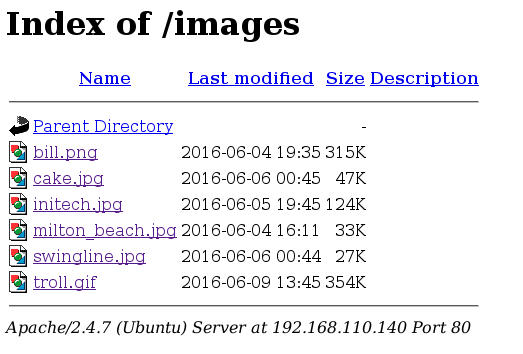 Index of /images
Name Last modified Size Description
Parent Directory -
bill.png 2016-06-04 19:35 315K
cake.jpg 2016-06-06 00:45 47K
initech.jpg 2016-06-05 19:45 124K
milton_beach.jpg 2016-06-04 16:11 33K
swingline.jpg 2016-06-06 00:44 27K
troll.gif 2016-06-09 13:45 354K
Apache/2.4.7 (Ubuntu) Server at 192.168.110.140 Port 80